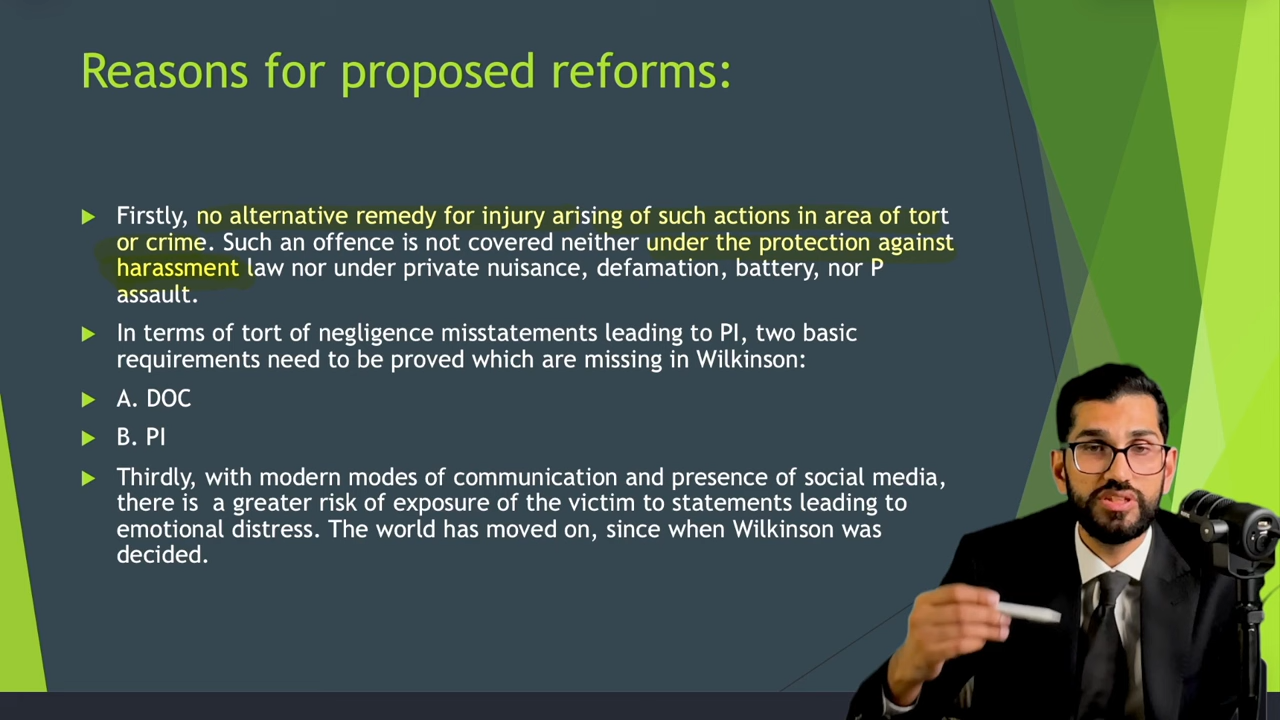 Reasons for proposed reforms:
Firstly, no alternative remedy for injury arising of such actions in area of tort
or crime. Such an offence is not covered neither under the protection against
harassment law nor under private nuisance, defamation, battery, nor P
assault.
In terms of tort of negligence misstatements leading to PI, two basic
requirements need to be proved which are missing in Wilkinson:
A. DOC
B. PI
Thirdly, with modern modes of communication and presence of social media,
there is a greater risk of exposure of the victim to statements leading to
emotional distress. The world has moved on, since when Wilkinson was
decided.